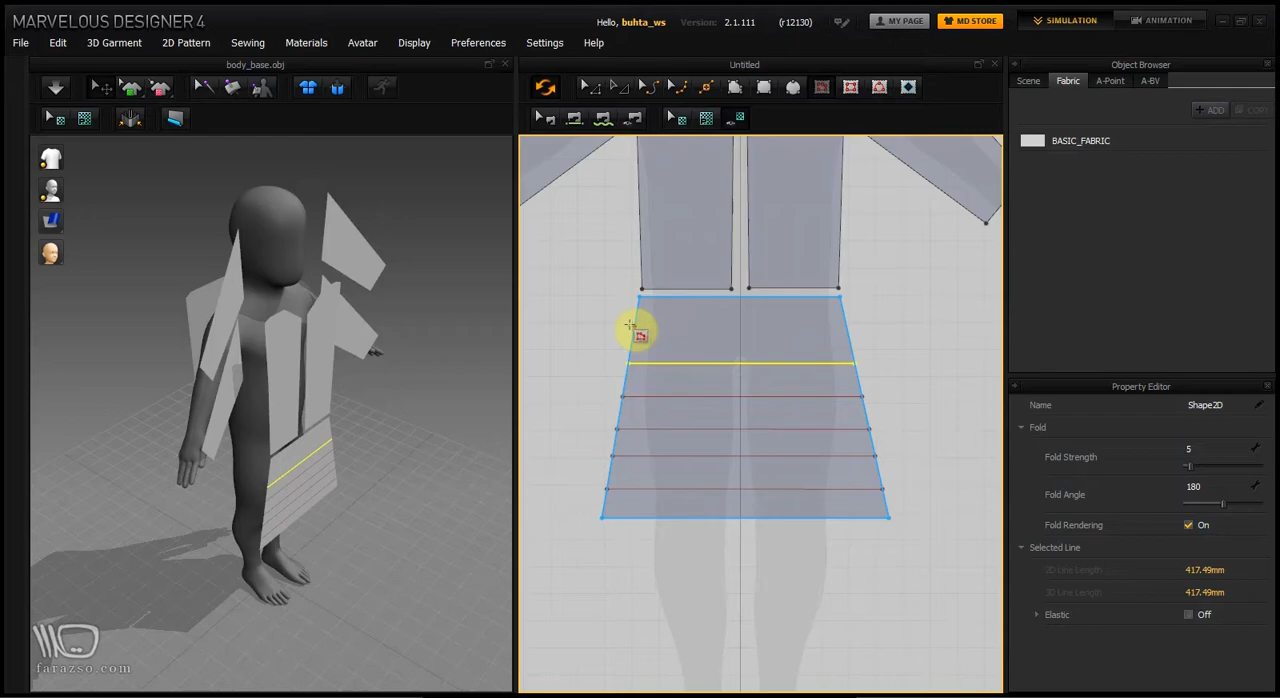 MARVELOUS DESIGNER 4
Hello, buhta_ws Version: 2.1.111 (r12130) MY PAGE MD STORE SIMULATION ANIMATION
File Edit 3D Garment 2D Pattern Sewing Materials Avatar Display Preferences Settings Help
body_base.obj Untitled Object Browser
Scene Fabric A-Point A-BV
+ ADD COPY
BASIC_FABRIC
Property Editor
Name Shape2D
Fold
Fold Strength 5
Fold Angle 180
Fold Rendering On
Selected Line
2D Line Length 417.49mm
3D Line Length 417.49mm
Elastic Off
farazso.com